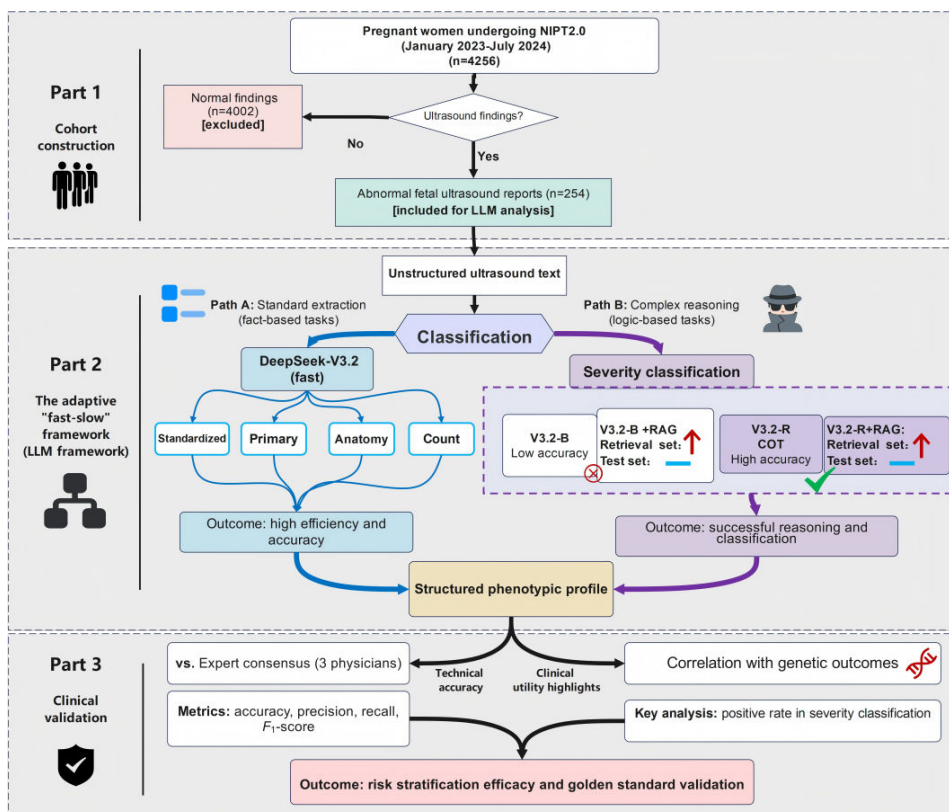 Pregnant women undergoing NIPT2.0
(January 2023-July 2024)
(n=4256)
Part 1
Cohort
construction
Normal findings
(n=4002)
[excluded]
Ultrasound findings?
No
Yes
Abnormal fetal ultrasound reports (n=254)
[included for LLM analysis]
Part 2
The adaptive
"fast-slow"
framework
(LLM framework)
Unstructured ultrasound text
Path A: Standard extraction
(fact-based tasks)
Path B: Complex reasoning
(logic-based tasks)
Classification
DeepSeek-V3.2
(fast)
Severity classification
Standardized
Primary
Anatomy
Count
V3.2-B
Low accuracy
V3.2-B +RAG
Retrieval set:
Test set:
V3.2-R
COT
High accuracy
V3.2-R+RAG:
Retrieval set:
Test set:
Outcome: high efficiency and
accuracy
Outcome: successful reasoning and
classification
Structured phenotypic profile
Part 3
Clinical
validation
vs. Expert consensus (3 physicians)
Technical
accuracy
Clinical
utility highlights
Correlation with genetic outcomes
Metrics: accuracy, precision, recall,
F1-score
Key analysis: positive rate in severity classification
Outcome: risk stratification efficacy and golden standard validation